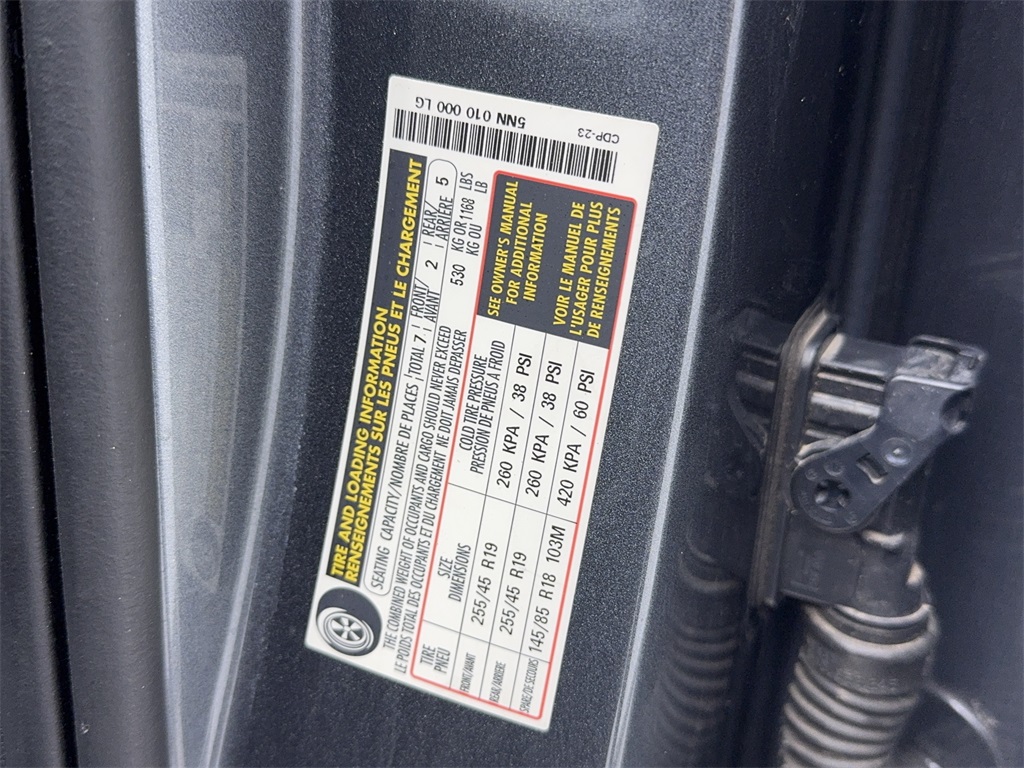 5NN 010 000 LG
CDP-23
TIRE AND LOADING INFORMATION
RENSEIGNEMENTS SUR LES PNEUS ET LE CHARGEMENT
SEATING CAPACITY/NOMBRE DE PLACES TOTAL 7 FRONT/AVANT 2 REAR/ARRIÈRE 5
THE COMBINED WEIGHT OF OCCUPANTS AND CARGO SHOULD NEVER EXCEED 530 KG OR 1168 LBS
LE POIDS TOTAL DES OCCUPANTS ET DU CHARGEMENT NE DOIT JAMAIS DEPASSER KG OU LB
TIRE SIZE COLD TIRE PRESSURE
PNEU DIMENSIONS PRESSION DE PNEUS A FROID
FRONT/AVANT 255/45 R19 260 KPA / 38 PSI
REAR/ARRIERE 255/45 R19 260 KPA / 38 PSI
SPARE/DE SECOURS 145/85 R18 103M 420 KPA / 60 PSI
SEE OWNER'S MANUAL
FOR ADDITIONAL
INFORMATION
VOIR LE MANUEL DE
L'USAGER POUR PLUS
DE RENSEIGNEMENTS